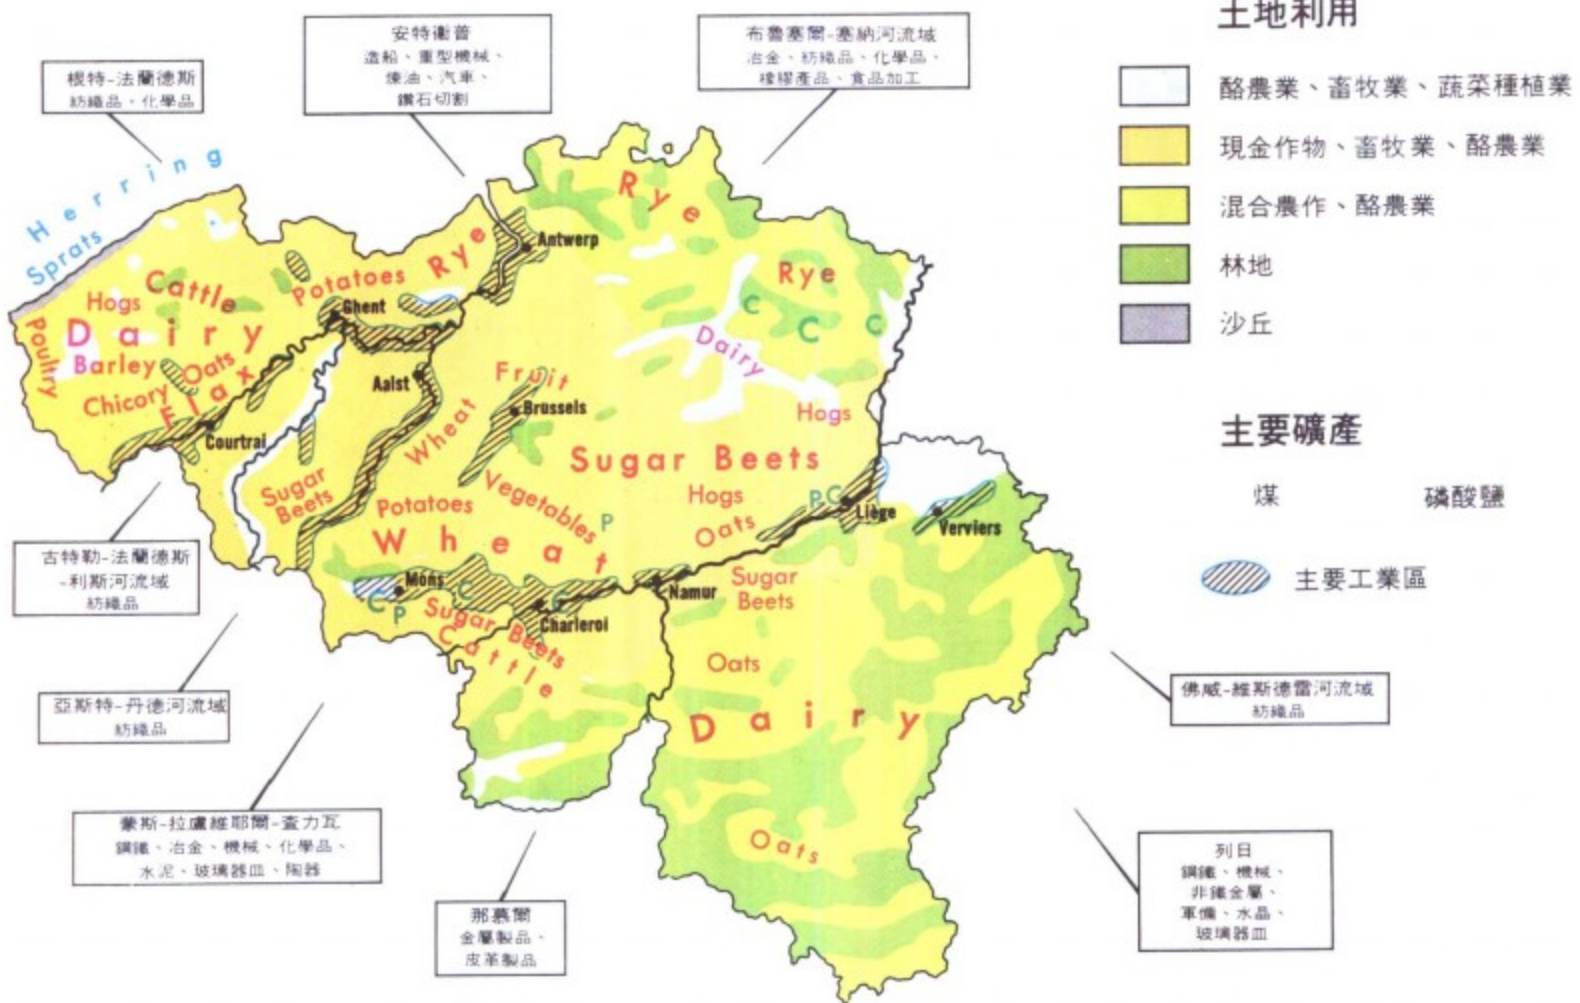 土地利用
酪農業、畜牧業、蔬菜種植業
現金作物、畜牧業、酪農業
混合農作、酪農業
林地
沙丘
主要礦產
煤
磷酸鹽
主要工業區
根特-法蘭德斯
紡織品、化學品
安特衛普
造船、重型機械、
煉油、汽車、
鑽石切割
布魯塞爾-塞納河流域
冶金、紡織品、化學品、
橡膠產品、食品加工
古特勒-法蘭德斯
-利斯河流域
紡織品
亞斯特-丹德河流域
紡織品
蒙斯-拉盧維耶爾-查力瓦
鋼鐵、冶金、機械、化學品、
水泥、玻璃器皿、陶器
那慕爾
金屬製品、
皮革製品
佛威-維斯德雷河流域
紡織品
列日
鋼鐵、機械、
非鐵金屬、
軍備、水晶、
玻璃器皿
Herring
Sprats
Rye
Rye
Rye
Antwerp
Cattle
Potatoes
Hogs
Ghent
Dairy
Poultry
Barley
Oats
Chicory
Flax
Courtrai
Aalst
Fruit
Brussels
Wheat
Dairy
C
C
C
Hogs
Sugar Beets
Sugar
Beets
Potatoes
Vegetables
P
Hogs
Oats
P
C
Liège
Verviers
Wheat
Mons
C
P
C
C
Charleroi
Namur
Sugar
Beets
Sugar Beets
Cattle
Oats
Dairy
Oats